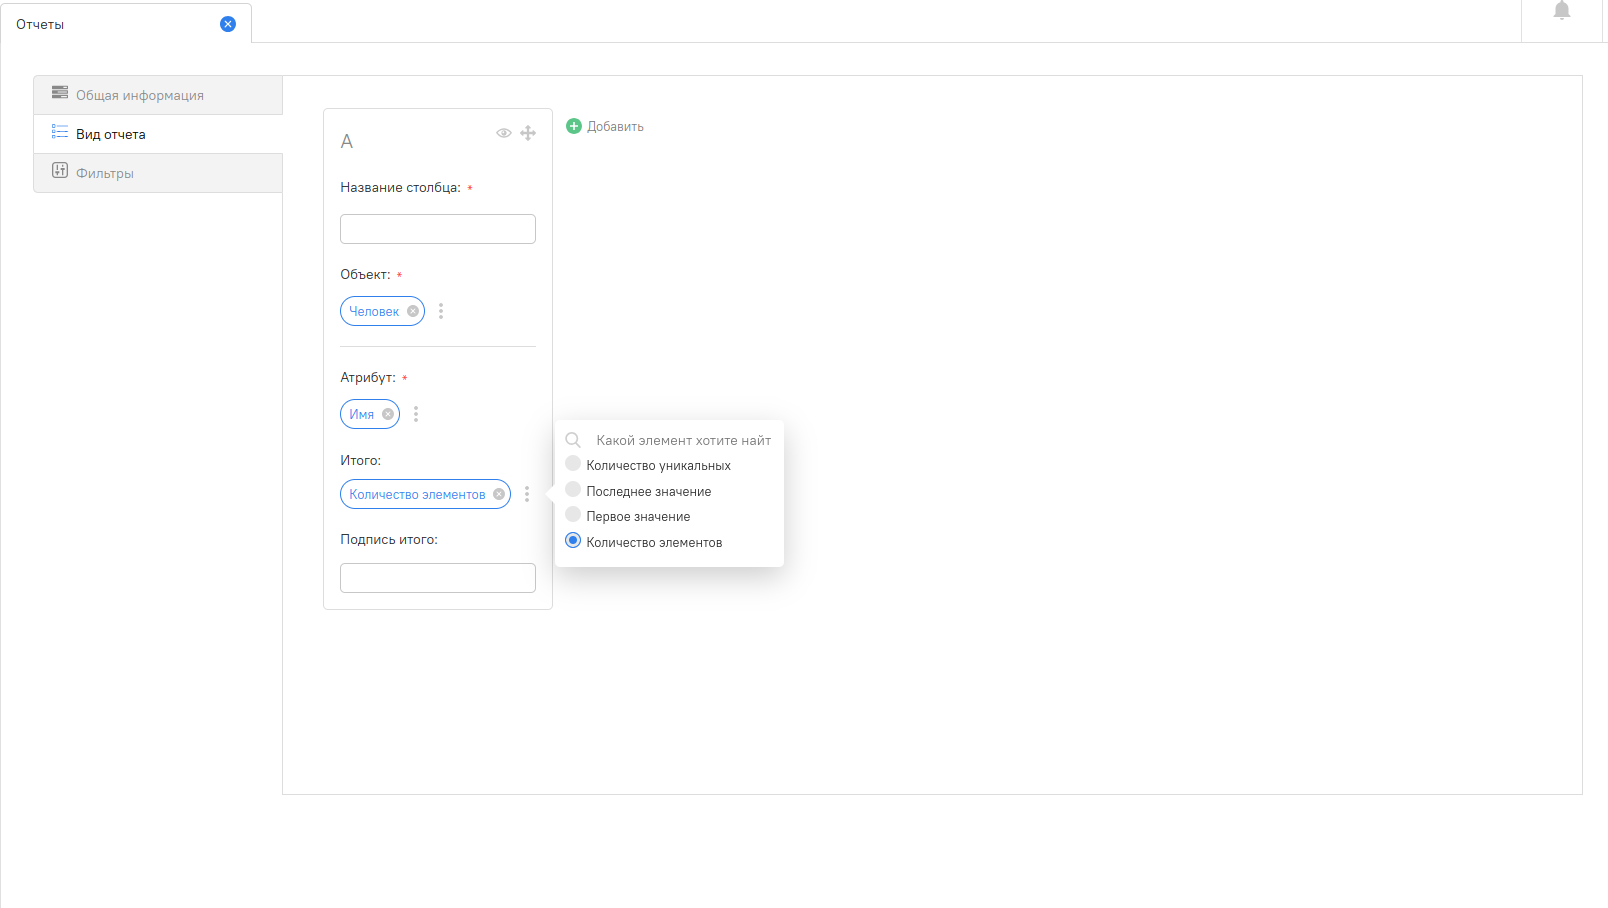 Отчеты
Общая информация
Вид отчета
Фильтры
A
Добавить
Название столбца: *
Объект: *
Человек
Атрибут: *
Имя
Итого:
Количество элементов
Подпись итого:
Какой элемент хотите найт
Количество уникальных
Последнее значение
Первое значение
Количество элементов